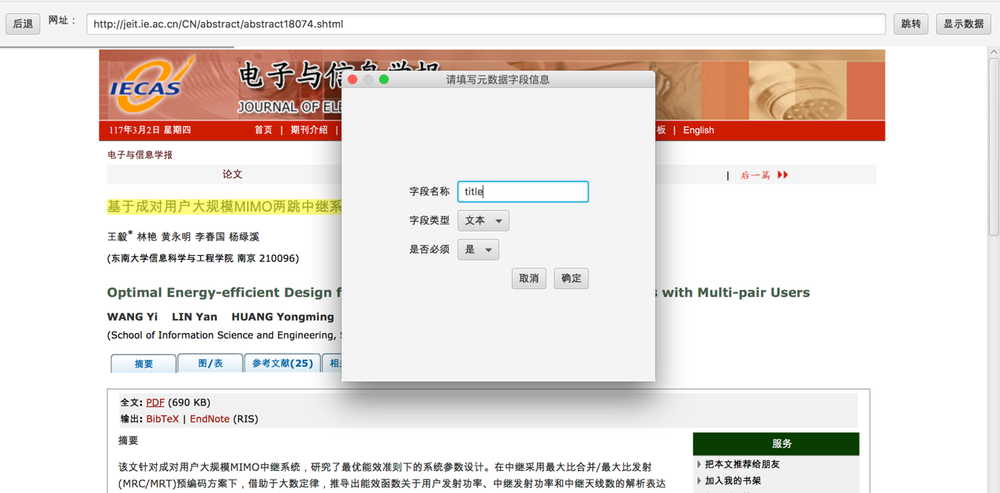 后退 网址： http://jeit.ie.ac.cn/CN/abstract/abstract18074.shtml 跳转 显示数据
IECAS 电子与信息学报
JOURNAL OF ELE
请填写元数据字段信息
117年3月2日 星期四 首页 | 期刊介绍 | 板 | English
电子与信息学报
论文 | 后一篇
字段名称 title
基于成对用户大规模MIMO两跳中继系
字段类型 文本
王毅* 林艳 黄永明 李春国 杨绿溪
是否必须 是
(东南大学信息科学与工程学院 南京 210096)
取消 确定
Optimal Energy-efficient Design f s with Multi-pair Users
WANG Yi LIN Yan HUANG Yongming
(School of Information Science and Engineering, S
摘要 图/表 参考文献(25) 相
全文: PDF (690 KB)
输出: BibTeX | EndNote (RIS)
摘要
服务
该文针对成对用户大规模MIMO中继系统，研究了最优能效准则下的系统参数设计。在中继采用最大比合并/最大比发射
(MRC/MRT)预编码方案下，借助于大数定律，推导出能效函数关于用户发射功率、中继发射功率和中继天线数的解析表达
把本文推荐给朋友
加入我的书架